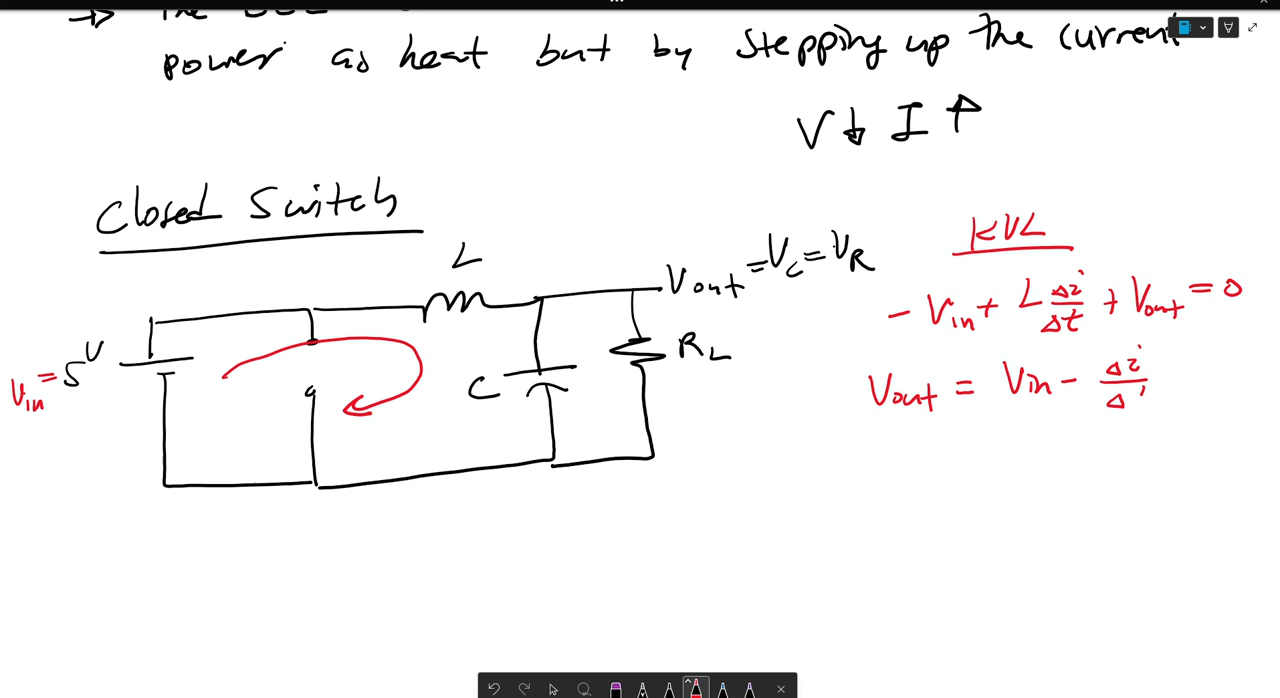 → The
power as heat but by stepping up the current
V↓ I↑
Closed Switch
L
Vout = Vc = VR
Vin = 5V
C
RL
KVL
- Vin + L Δi/Δt + Vout = 0
Vout = Vin - Δi/Δ